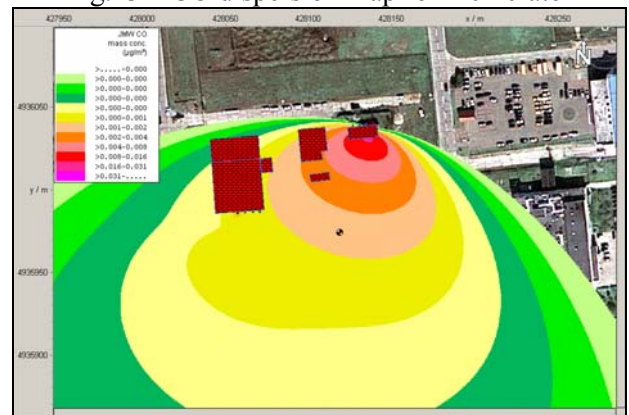 427950 428000 428050 428100 428150 x / m 428250
N
JMW CO
mass conc.
(µg/m³)
>.....-0.000
>0.000-0.000
>0.000-0.000
>0.000-0.000
>0.000-0.001
>0.001-0.002
>0.002-0.004
>0.004-0.008
>0.008-0.016
>0.016-0.031
>0.031-.....
4936050
y / m
4935950
4935900